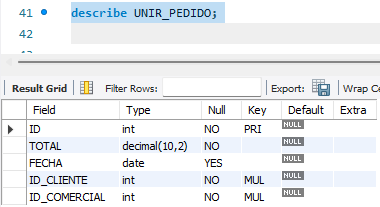 41 describe UNIR_PEDIDO;
42
Result Grid Filter Rows: Export: Wrap Ce
Field Type Null Key Default Extra
ID int NO PRI NULL
TOTAL decimal(10,2) NO NULL
FECHA date YES NULL
ID_CLIENTE int NO MUL NULL
ID_COMERCIAL int NO MUL NULL